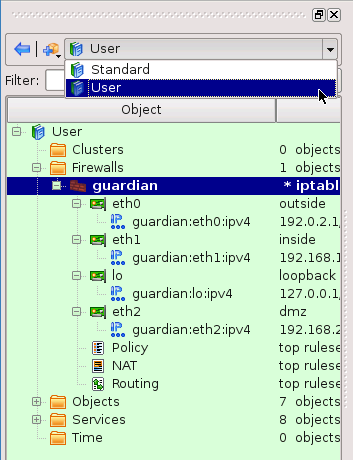 User
Standard
Filter:
User
Object
User
Clusters 0 objects
Firewalls 1 objects
guardian * iptabl
eth0 outside
guardian:eth0:ipv4 192.0.2.1,
eth1 inside
guardian:eth1:ipv4 192.168.1
lo loopback
guardian:lo:ipv4 127.0.0.1,
eth2 dmz
guardian:eth2:ipv4 192.168.2
Policy top rulese
NAT top rulese
Routing top rulese
Objects 7 objects
Services 8 objects
Time 0 objects